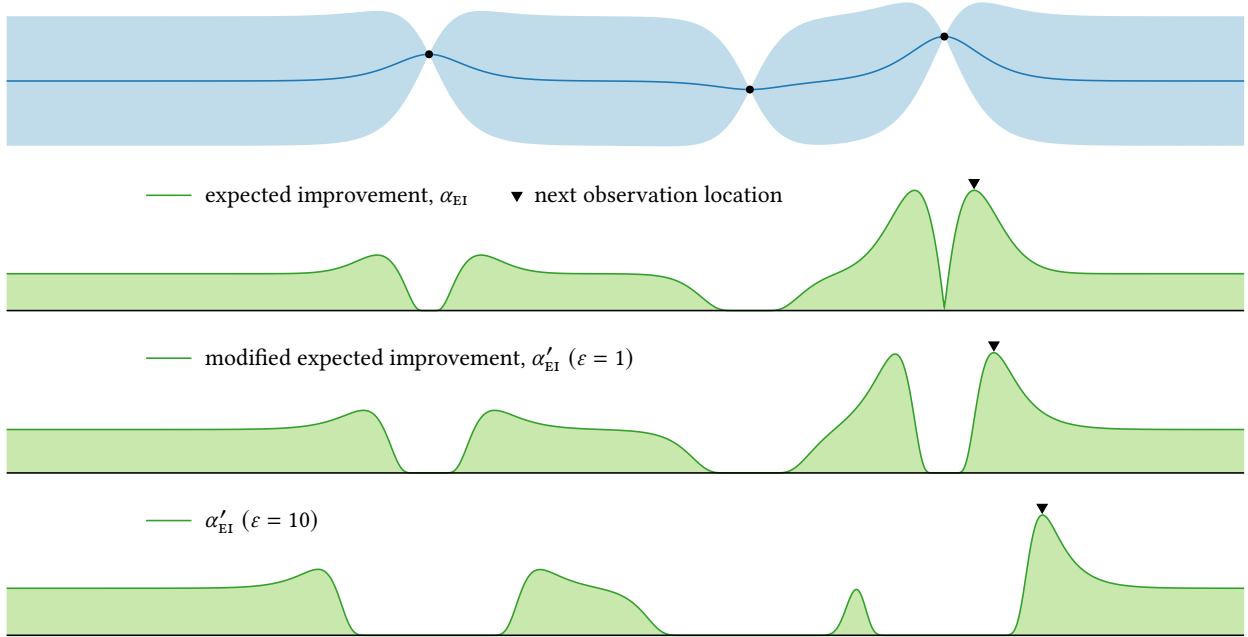 expected improvement, α_EI ▼ next observation location
modified expected improvement, α′_EI (ε = 1)
α′_EI (ε = 10)